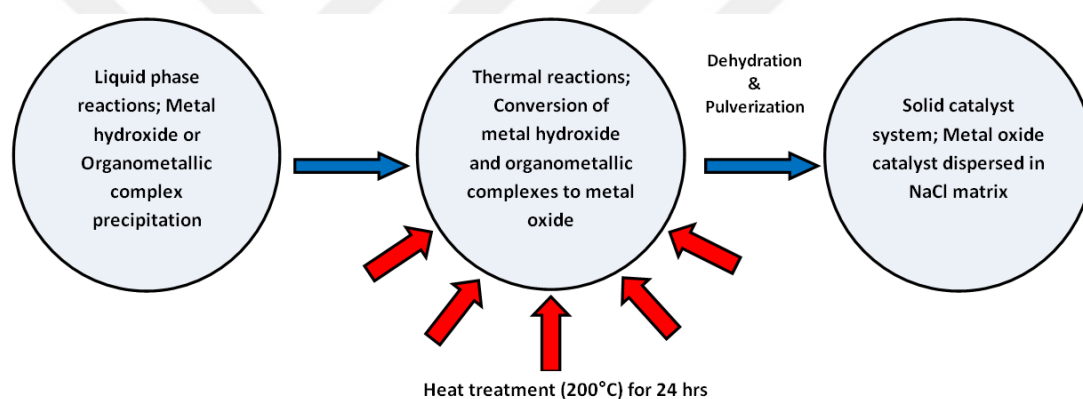 Liquid phase
reactions; Metal
hydroxide or
Organometallic
complex
precipitation
Thermal reactions;
Conversion of
metal hydroxide
and organometallic
complexes to metal
oxide
Dehydration
&
Pulverization
Solid catalyst
system; Metal oxide
catalyst dispersed in
NaCl matrix
Heat treatment (200°C) for 24 hrs